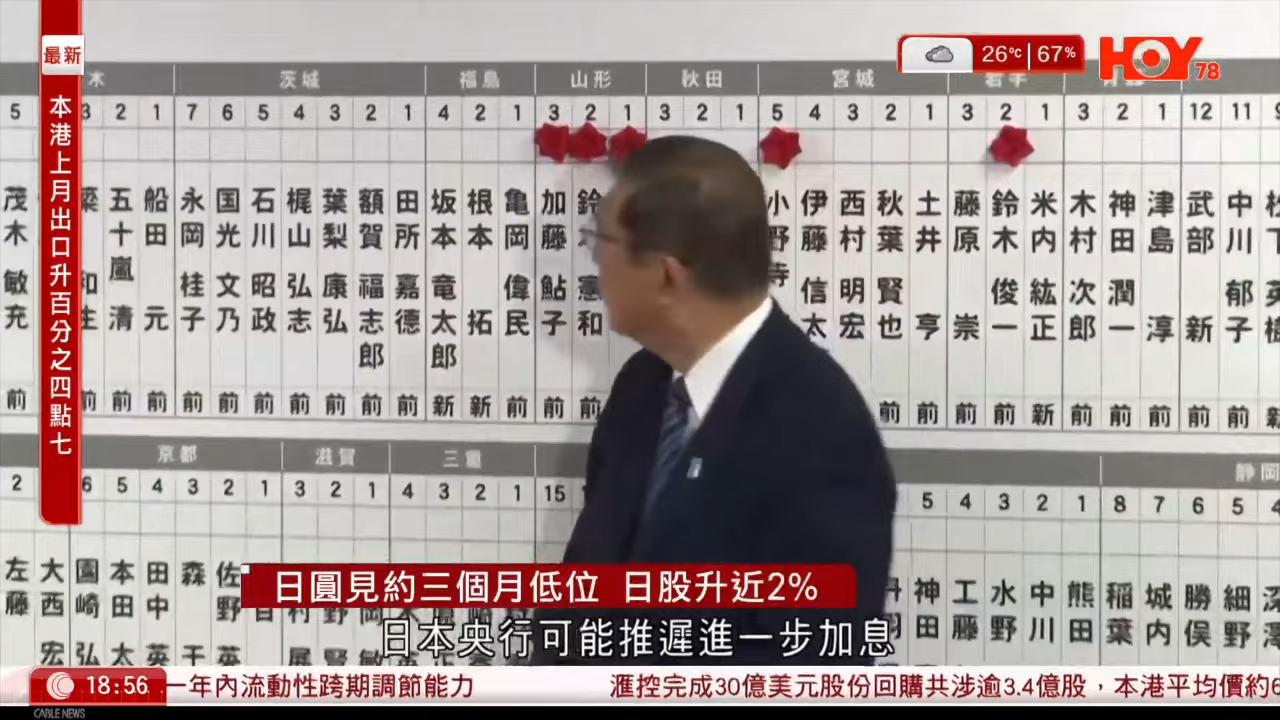 最新
本港上月出口升百分之四點七
26℃ 67%
HOY 78
木 茨城 福島 山形 秋田 宮城 岩手
5 3 2 1 7 6 5 4 3 2 1 4 2 1 3 2 1 3 2 1 5 4 3 2 1 3 2 1 3 2 1 12 11
茂木 敏充
五十嵐 清
船田 元
永岡 桂子
国光 文乃
石川 昭政
梶山 弘志
葉梨 康弘
額賀 福志郎
田所 嘉德
坂本 竜太郎
根本 拓
亀岡 偉民
加藤 鮎子
鈴 憲和
小野寺
伊藤 信太
西村 明宏
秋葉 賢也
土井 亨
藤原 崇
鈴木 俊一
米内 紘正
木村 次郎
神田 潤一
津島 淳
武部 新
中川 郁子
前 前 前 前 前 前 前 前 前 前 前 新 新 前 前 前 前 前 前 前 新 前 前 前 前 前
京都 滋賀 三重 静岡
2 6 5 4 3 2 1 3 2 1 4 3 2 1 15 5 4 3 2 1 8 7 6 5 4
左藤
大西 宏
園崎 弘
本田 太
田中 英
森
佐野 英
神田
工藤
水野
中川
熊田
稲葉
城内
勝俣
細野
日圓見約三個月低位 日股升近2%
日本央行可能推遲進一步加息
18:56
一年內流動性跨期調節能力
滙控完成30億美元股份回購共涉逾3.4億股，本港平均價約6
CABLE NEWS